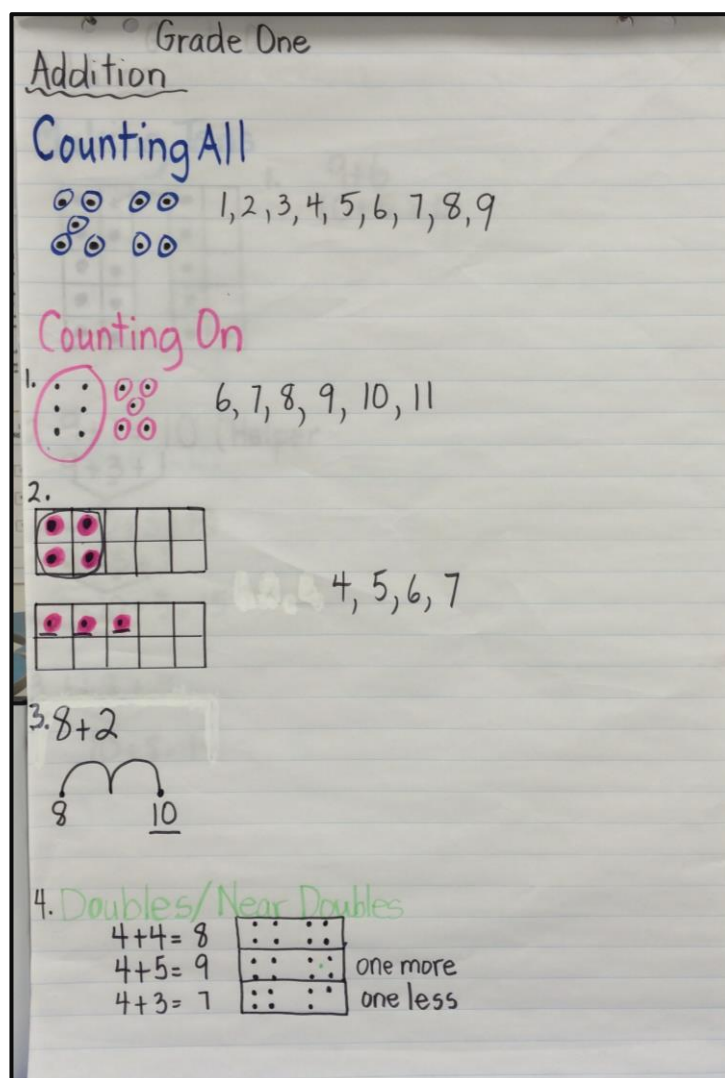 Grade One
Addition
Counting All
1, 2, 3, 4, 5, 6, 7, 8, 9
Counting On
1.
6, 7, 8, 9, 10, 11
2.
4, 5, 6, 7
3. 8+2
8 10
4. Doubles/Near Doubles
4+4= 8
4+5= 9 one more
4+3= 7 one less